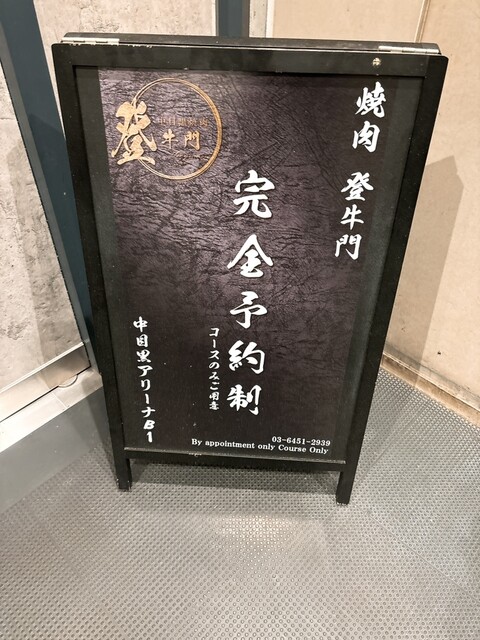 焼肉 登牛門
登
牛門
完全予約制
コースのみご用意
中目黒アリーナB1
03-6451-2939
By appointment only Course Only